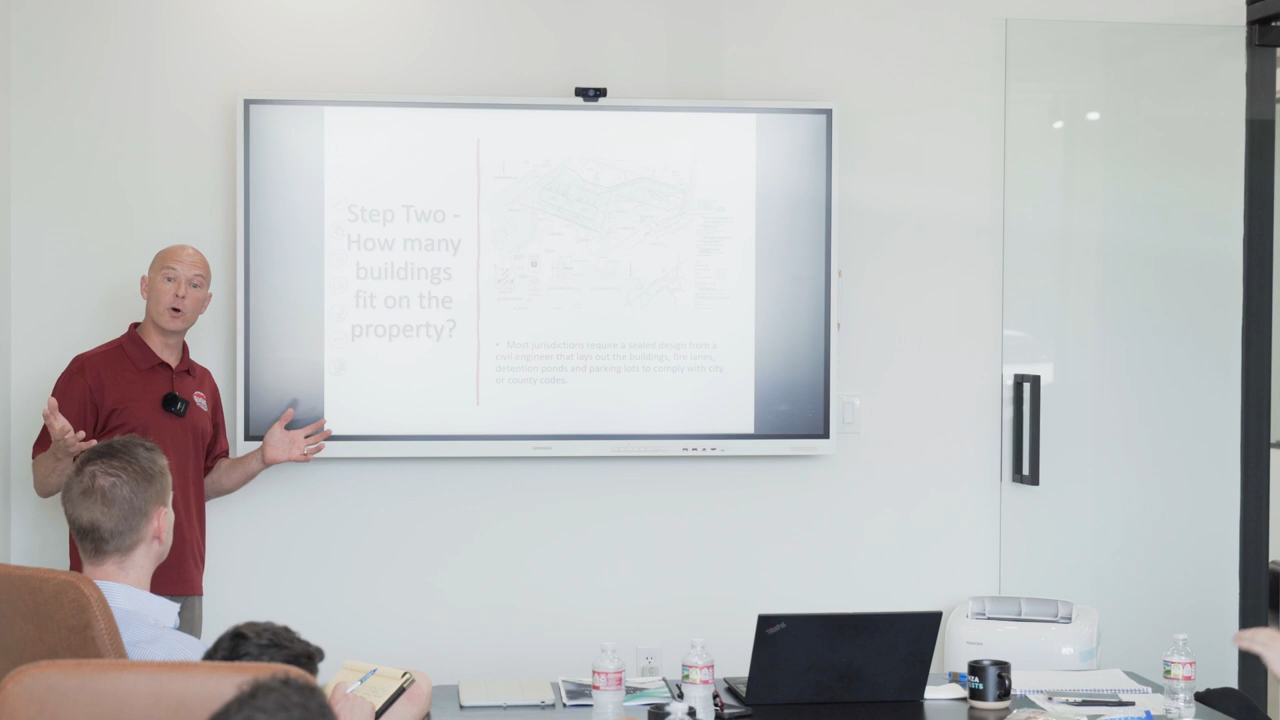 Step Two -
How many
buildings
fit on the
property?
• Most jurisdictions require a sealed design from a
civil engineer that lays out the buildings, fire lanes,
detention ponds and parking lots to comply with city
or county codes.
ThinkPad